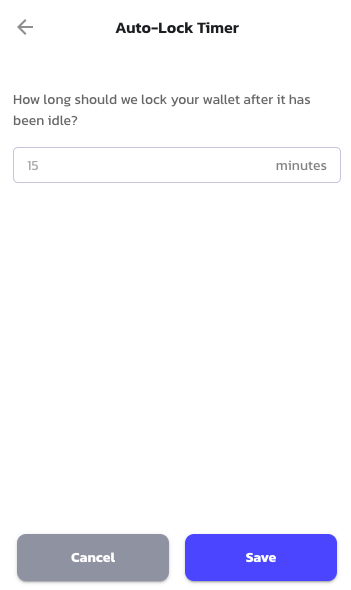 Auto-Lock Timer
How long should we lock your wallet after it has
been idle?
15 minutes
Cancel Save